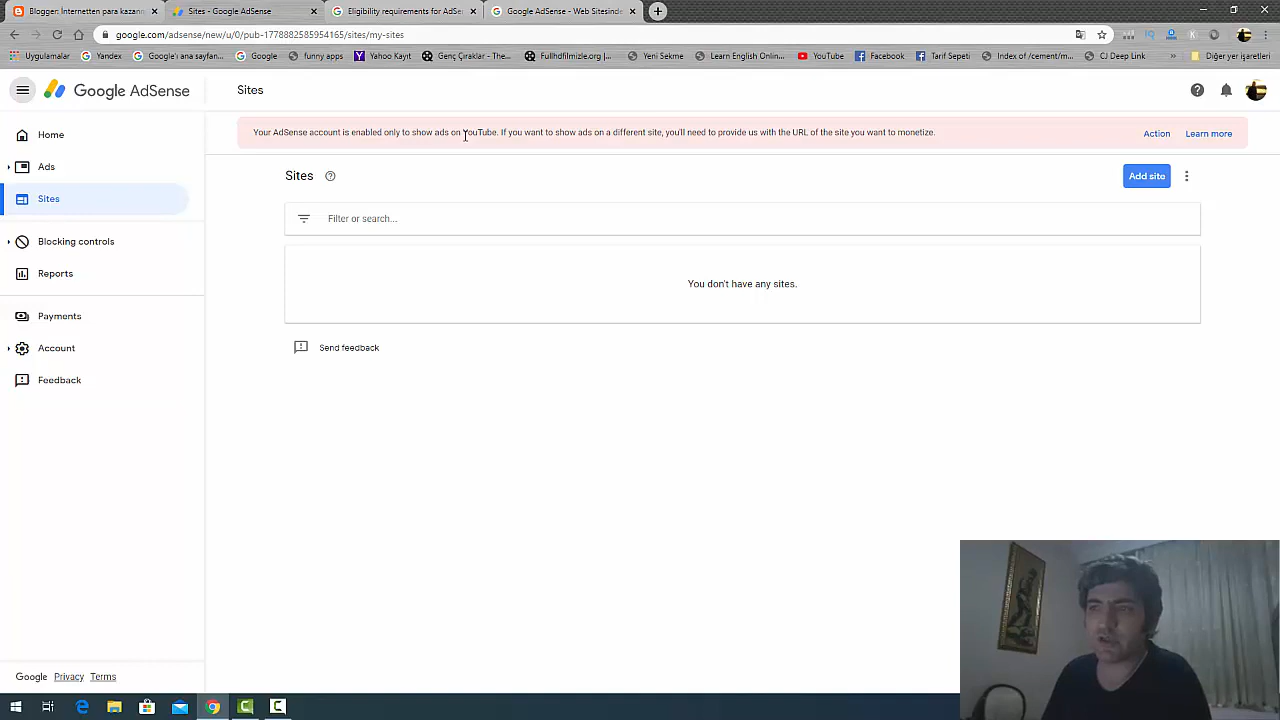 Blogger: İnternetten para kazanı
Sites - Google AdSense
Eligibility requirements for AdSe
Google AdSense - Web Sitesinde
google.com/adsense/new/u/0/pub-1778882585954165/sites/my-sites
Uygulamalar
Yandex
Google'ı ana sayfan...
Google
funny apps
Yahoo Kayıt
Genç Çıraklar - The...
Fullhdfilmizle.org |...
Yeni Sekme
Learn English Onlin...
YouTube
Facebook
Tarif Sepeti
Index of /cement/m...
CJ Deep Link
»
Diğer yer işaretleri
Google AdSense
Sites
Home
Ads
Sites
Blocking controls
Reports
Payments
Account
Feedback
Your AdSense account is enabled only to show ads on YouTube. If you want to show ads on a different site, you'll need to provide us with the URL of the site you want to monetize.
Action
Learn more
Sites
Add site
Filter or search...
You don't have any sites.
Send feedback
Google
Privacy
Terms